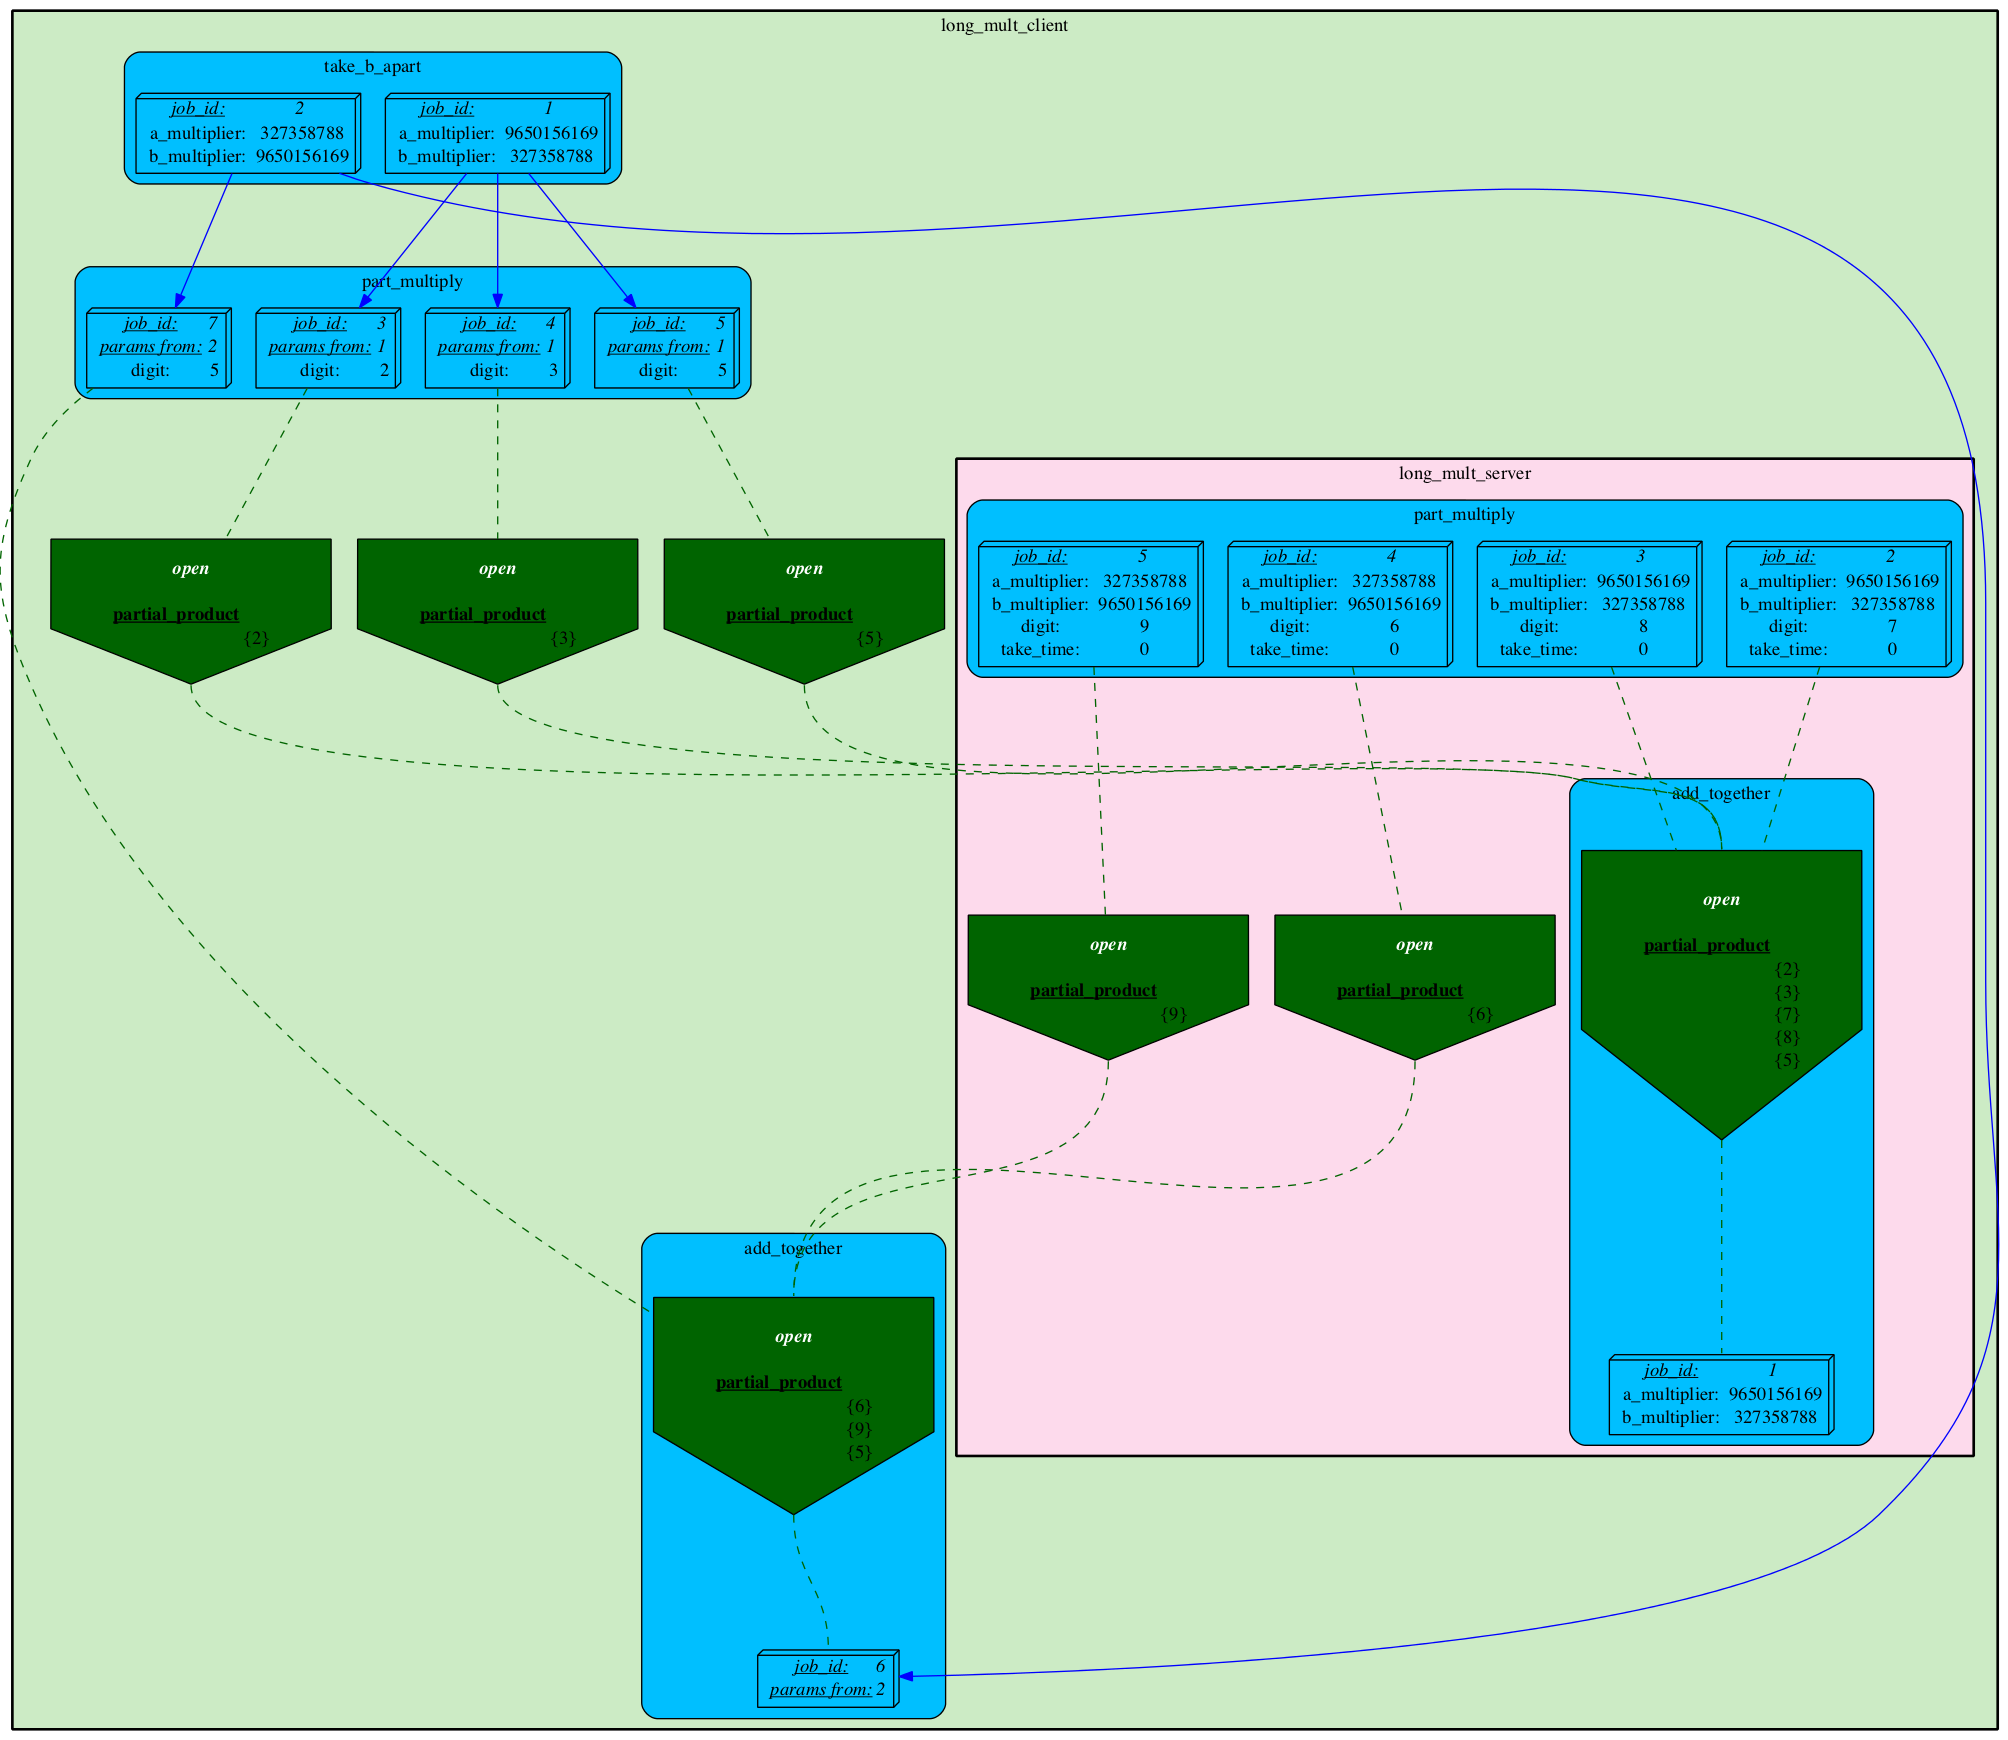 long_mult_client
take_b_apart
job_id: 2
a_multiplier: 327358788
b_multiplier: 9650156169
job_id: 1
a_multiplier: 9650156169
b_multiplier: 327358788
part_multiply
job_id: 7
params from: 2
digit: 5
job_id: 3
params from: 1
digit: 2
job_id: 4
params from: 1
digit: 3
job_id: 5
params from: 1
digit: 5
open
partial_product
{2}
open
partial_product
{3}
open
partial_product
{5}
long_mult_server
part_multiply
job_id: 5
a_multiplier: 327358788
b_multiplier: 9650156169
digit: 9
take_time: 0
job_id: 4
a_multiplier: 327358788
b_multiplier: 9650156169
digit: 6
take_time: 0
job_id: 3
a_multiplier: 9650156169
b_multiplier: 327358788
digit: 8
take_time: 0
job_id: 2
a_multiplier: 9650156169
b_multiplier: 327358788
digit: 7
take_time: 0
open
partial_product
{9}
open
partial_product
{6}
add_together
open
partial_product
{2}
{3}
{7}
{8}
{5}
job_id: 1
a_multiplier: 9650156169
b_multiplier: 327358788
add_together
open
partial_product
{6}
{9}
{5}
job_id: 6
params from: 2